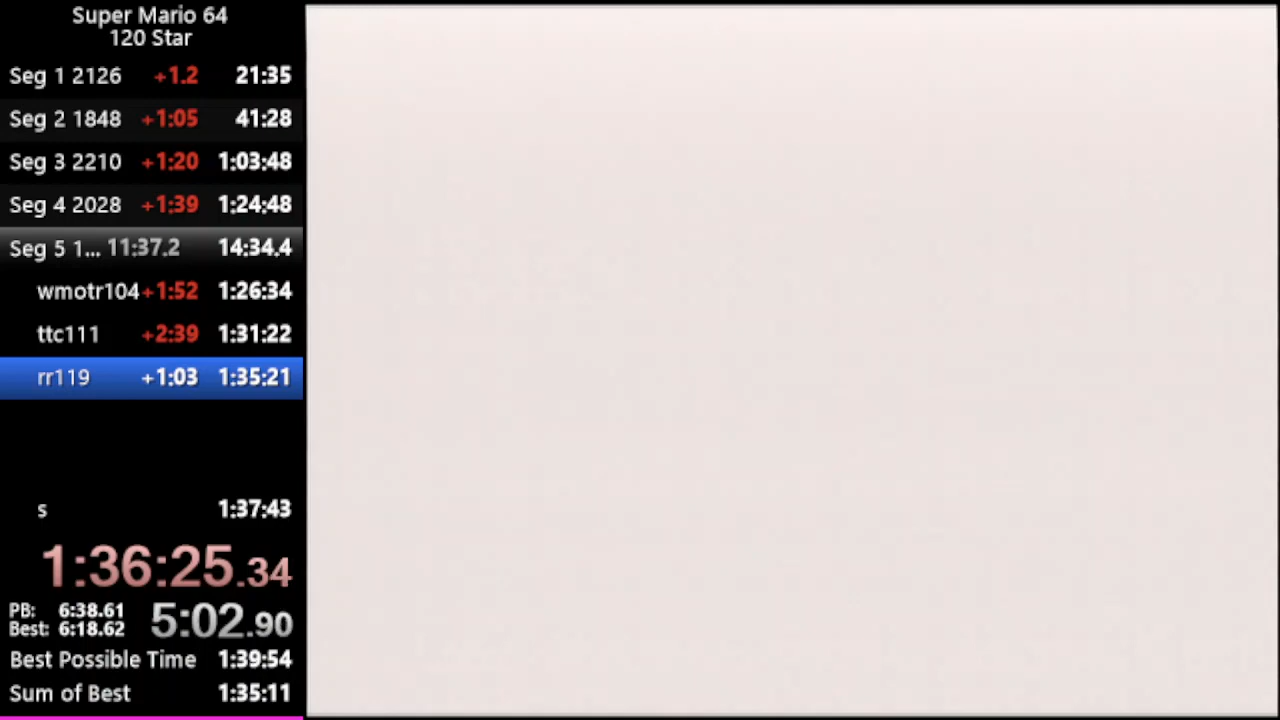 Super Mario 64
120 Star
Seg 1 2126 +1.2 21:35
Seg 2 1848 +1:05 41:28
Seg 3 2210 +1:20 1:03:48
Seg 4 2028 +1:39 1:24:48
Seg 5 1... 11:37.2 14:34.4
wmotr104 +1:52 1:26:34
ttc111 +2:39 1:31:22
rr119 +1:03 1:35:21
s 1:37:43
1:36:25.34
PB: 6:38.61
Best: 6:18.62 5:02.90
Best Possible Time 1:39:54
Sum of Best 1:35:11